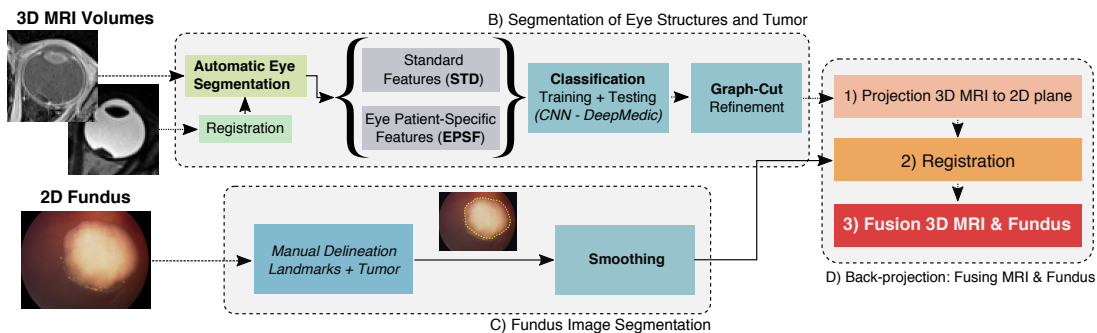 3D MRI Volumes
B) Segmentation of Eye Structures and Tumor
Automatic Eye
Segmentation
Registration
Standard
Features (STD)
Eye Patient-Specific
Features (EPSF)
Classification
Training + Testing
(CNN - DeepMedic)
Graph-Cut
Refinement
1) Projection 3D MRI to 2D plane
2) Registration
3) Fusion 3D MRI & Fundus
D) Back-projection: Fusing MRI & Fundus
2D Fundus
Manual Delineation
Landmarks + Tumor
Smoothing
C) Fundus Image Segmentation